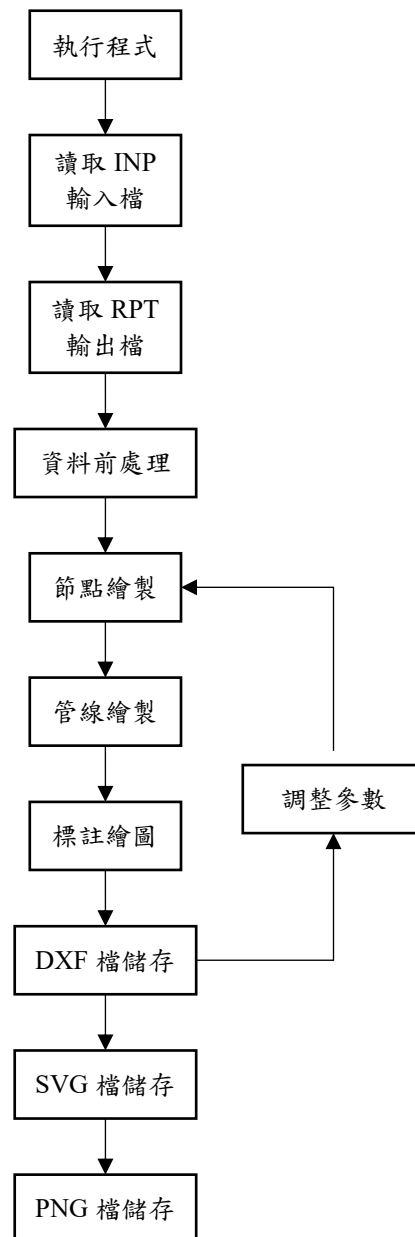 執行程式
讀取 INP
輸入檔
讀取 RPT
輸出檔
資料前處理
節點繪製
管線繪製
調整參數
標註繪圖
DXF 檔儲存
SVG 檔儲存
PNG 檔儲存